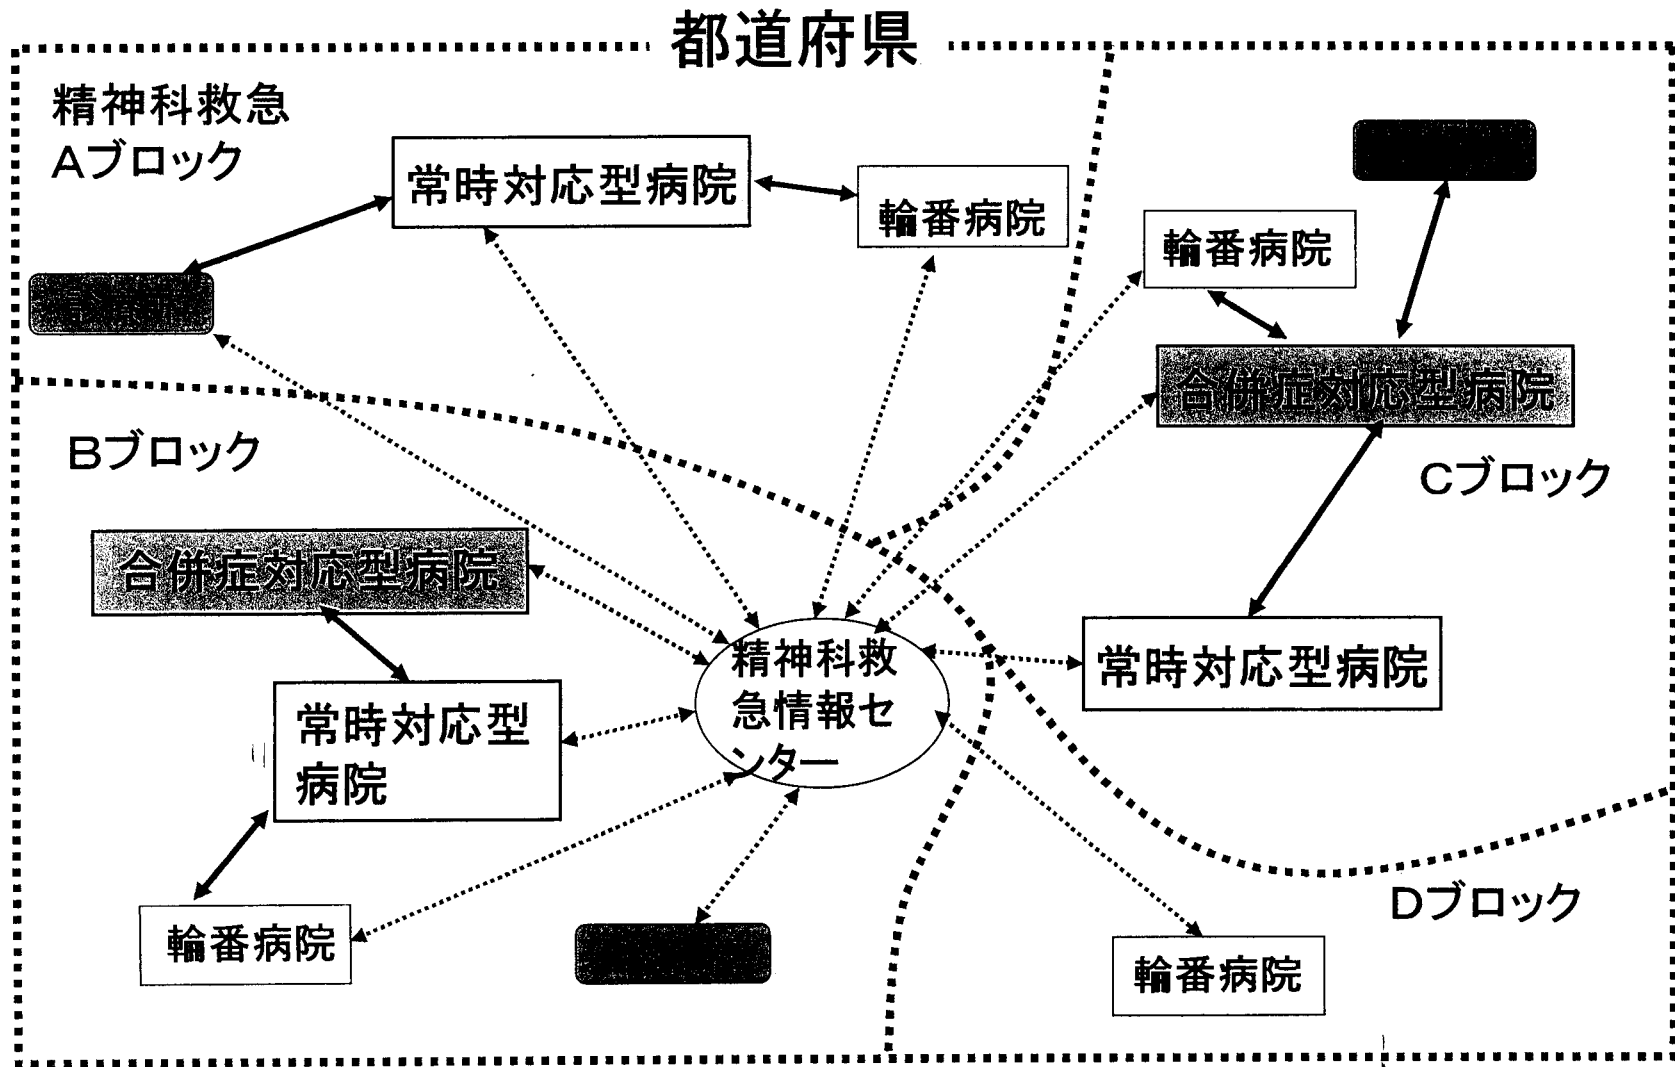 都道府県
精神科救急
Aブロック
常時対応型病院
輪番病院
輪番病院
合併症対応型病院
Cブロック
Bブロック
合併症対応型病院
精神科救
急情報セ
ンター
常時対応型病院
常時対応型
病院
Dブロック
輪番病院
輪番病院